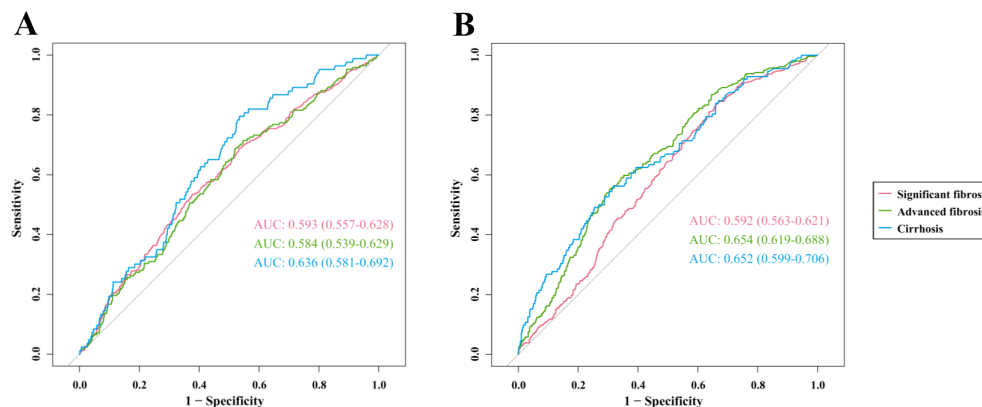 A
Sensitivity
1.0
0.8
0.6
0.4
0.2
0.0
AUC: 0.593 (0.557-0.628)
AUC: 0.584 (0.539-0.629)
AUC: 0.636 (0.581-0.692)
0.0 0.2 0.4 0.6 0.8 1.0
1 − Specificity
B
Sensitivity
1.0
0.8
0.6
0.4
0.2
0.0
AUC: 0.592 (0.563-0.621)
AUC: 0.654 (0.619-0.688)
AUC: 0.652 (0.599-0.706)
0.0 0.2 0.4 0.6 0.8 1.0
1 − Specificity
Significant fibrosis
Advanced fibrosis
Cirrhosis